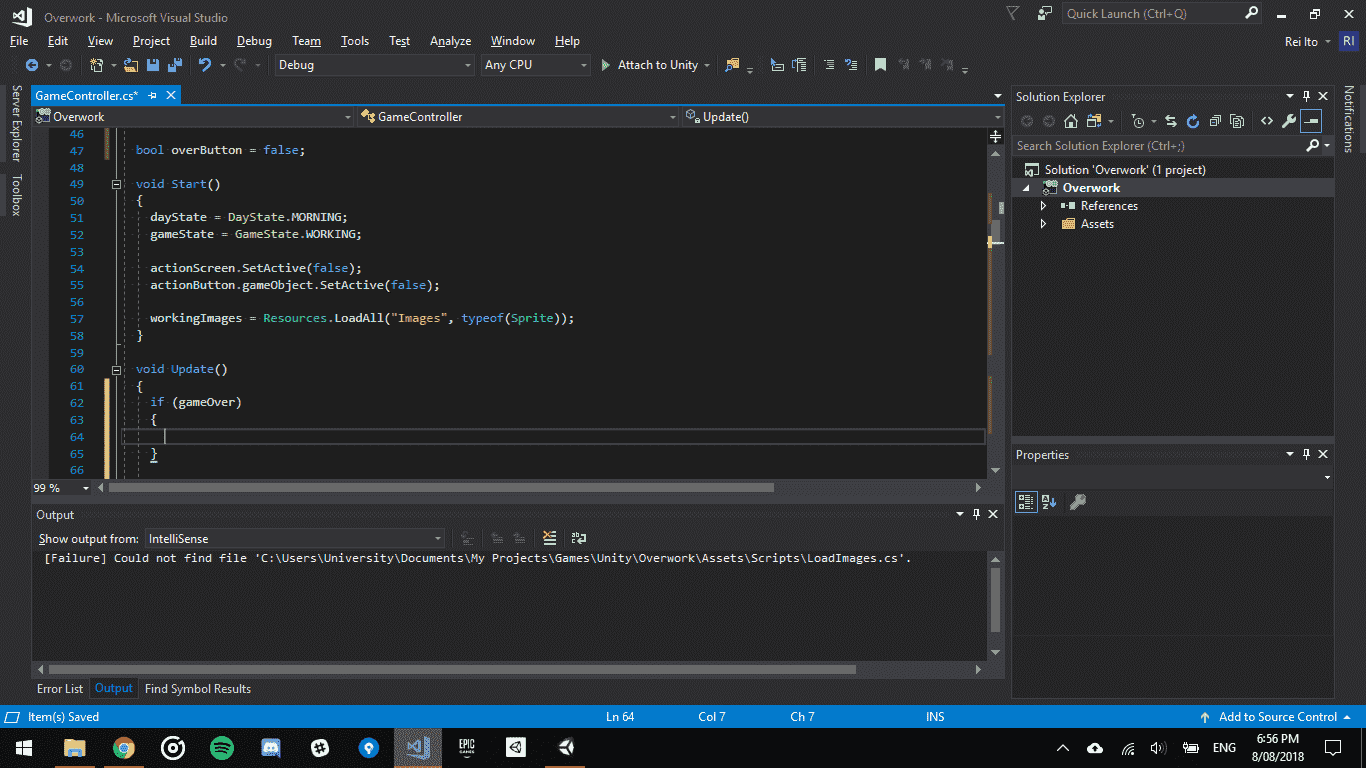 Overwork - Microsoft Visual Studio
Quick Launch (Ctrl+Q)
File Edit View Project Build Debug Team Tools Test Analyze Window Help
Rei Ito RI
Debug Any CPU Attach to Unity
Server Explorer
Toolbox
GameController.cs*
Overwork GameController Update()
46
47 bool overButton = false;
48
49 void Start()
50 {
51 dayState = DayState.MORNING;
52 gameState = GameState.WORKING;
53
54 actionScreen.SetActive(false);
55 actionButton.gameObject.SetActive(false);
56
57 workingImages = Resources.LoadAll("Images", typeof(Sprite));
58 }
59
60 void Update()
61 {
62 if (gameOver)
63 {
64
65 }
66
99 %
Output
Show output from: IntelliSense
[Failure] Could not find file 'C:\Users\University\Documents\My Projects\Games\Unity\Overwork\Assets\Scripts\LoadImages.cs'.
Error List Output Find Symbol Results
Solution Explorer
Search Solution Explorer (Ctrl+;)
Solution 'Overwork' (1 project)
Overwork
References
Assets
Properties
Notifications
Item(s) Saved Ln 64 Col 7 Ch 7 INS Add to Source Control
EPIC
GAMES
ENG
6:56 PM
8/08/2018